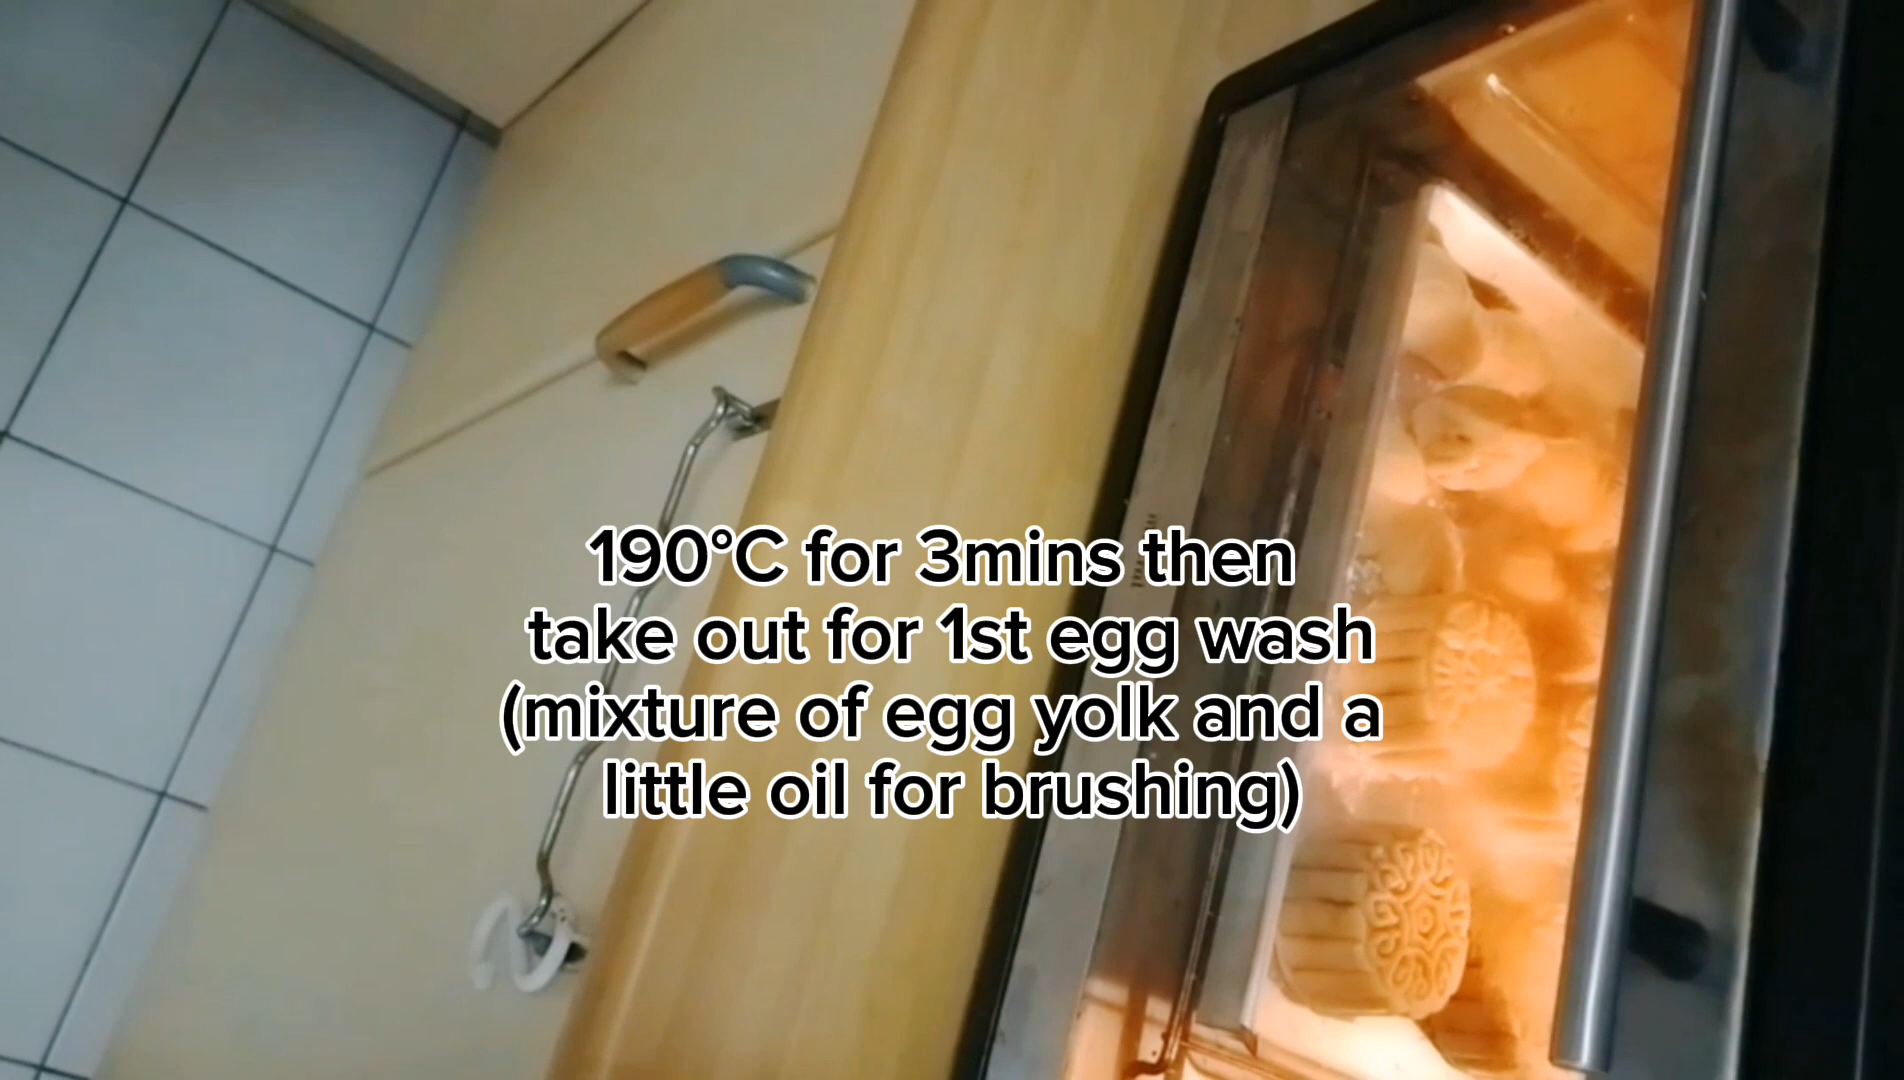 190°C for 3mins then
take out for 1st egg wash
(mixture of egg yolk and a
little oil for brushing)